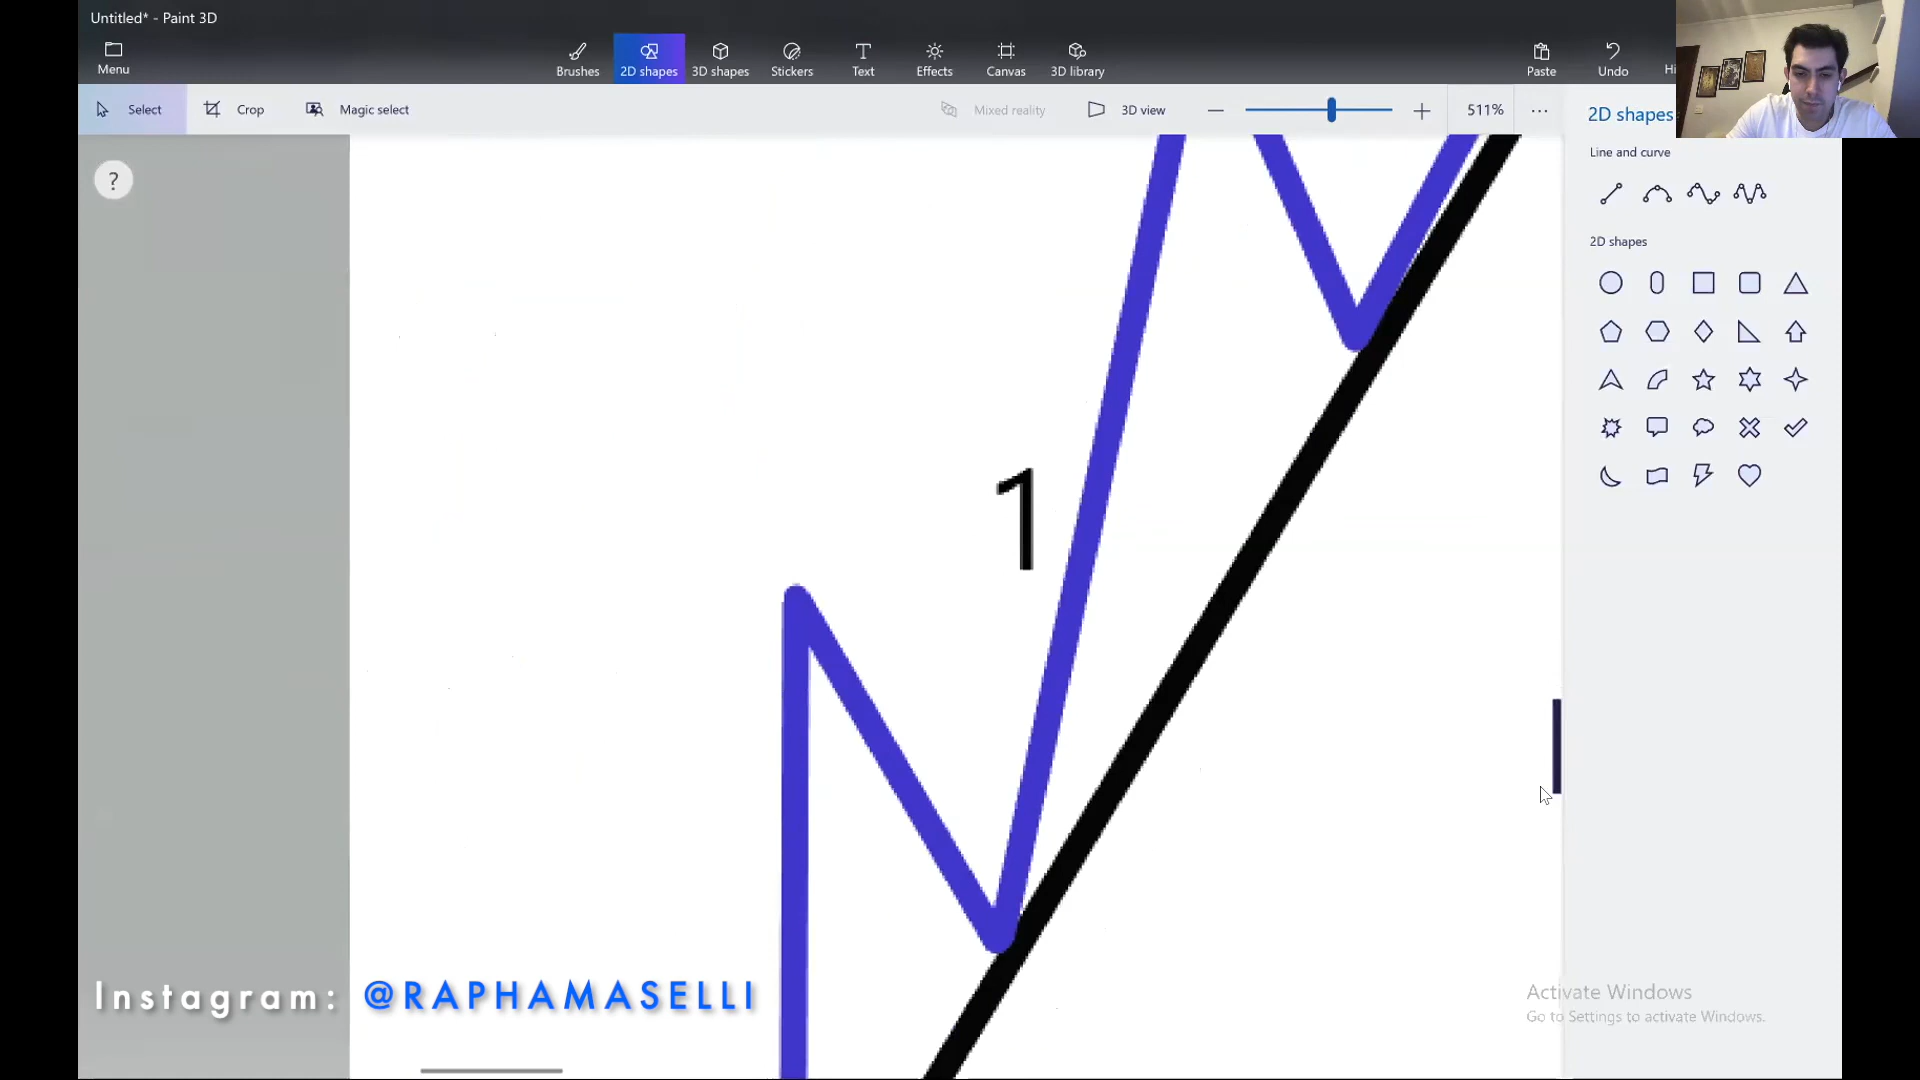 Untitled* - Paint 3D
Menu
Brushes
2D shapes
3D shapes
Stickers
Text
Effects
Canvas
3D library
Paste
Undo
Select
Crop
Magic select
Mixed reality
3D view
511%
2D shapes
Line and curve
?
2D shapes
1
Instagram: @RAPHAMASELLI
Activate Windows
Go to Settings to activate Windows.